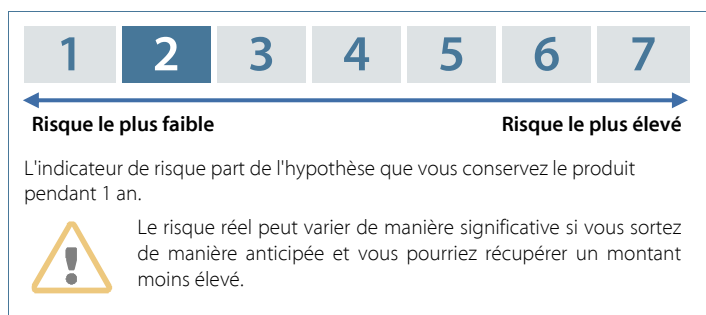 1 2 3 4 5 6 7
Risque le plus faible Risque le plus élevé
L'indicateur de risque part de l'hypothèse que vous conservez le produit
pendant 1 an.
Le risque réel peut varier de manière significative si vous sortez
de manière anticipée et vous pourriez récupérer un montant
moins élevé.